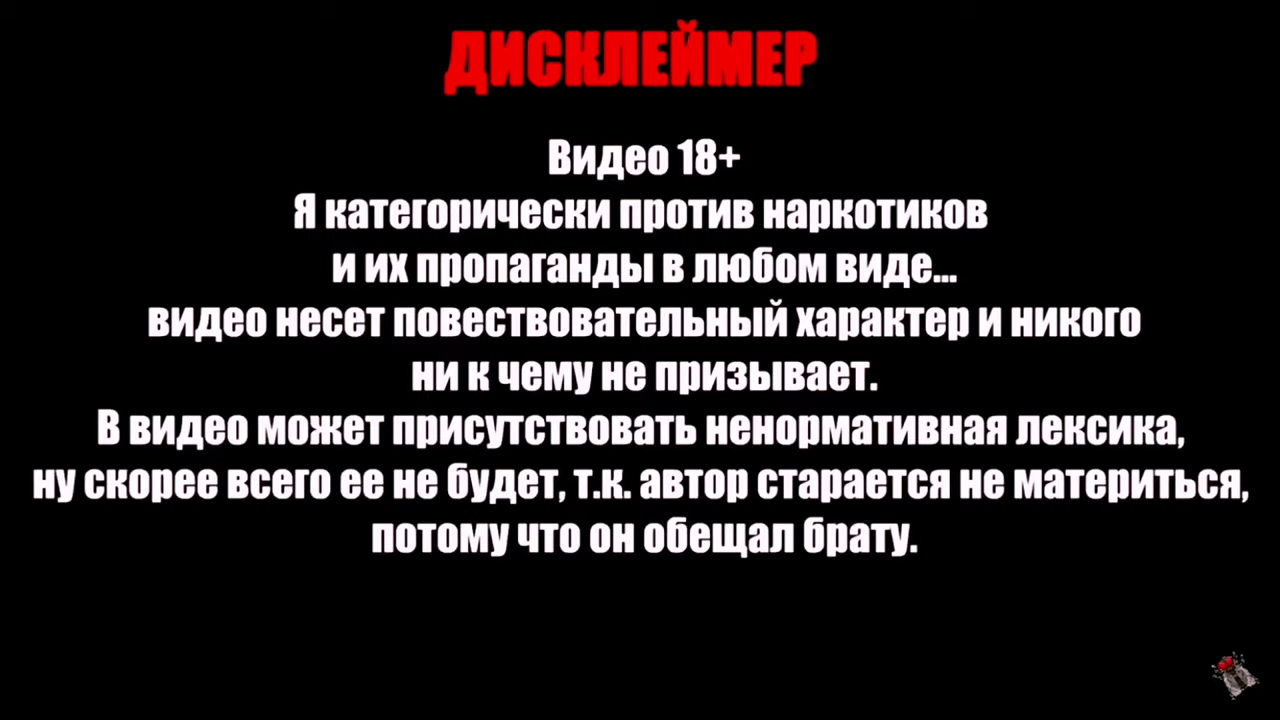 ДИСКЛЕЙМЕР
Видео 18+
Я категорически против наркотиков
и их пропаганды в любом виде...
видео несет повествовательный характер и никого
ни к чему не призывает.
В видео может присутствовать ненормативная лексика,
ну скорее всего ее не будет, т.к. автор старается не материться,
потому что он обещал брату.